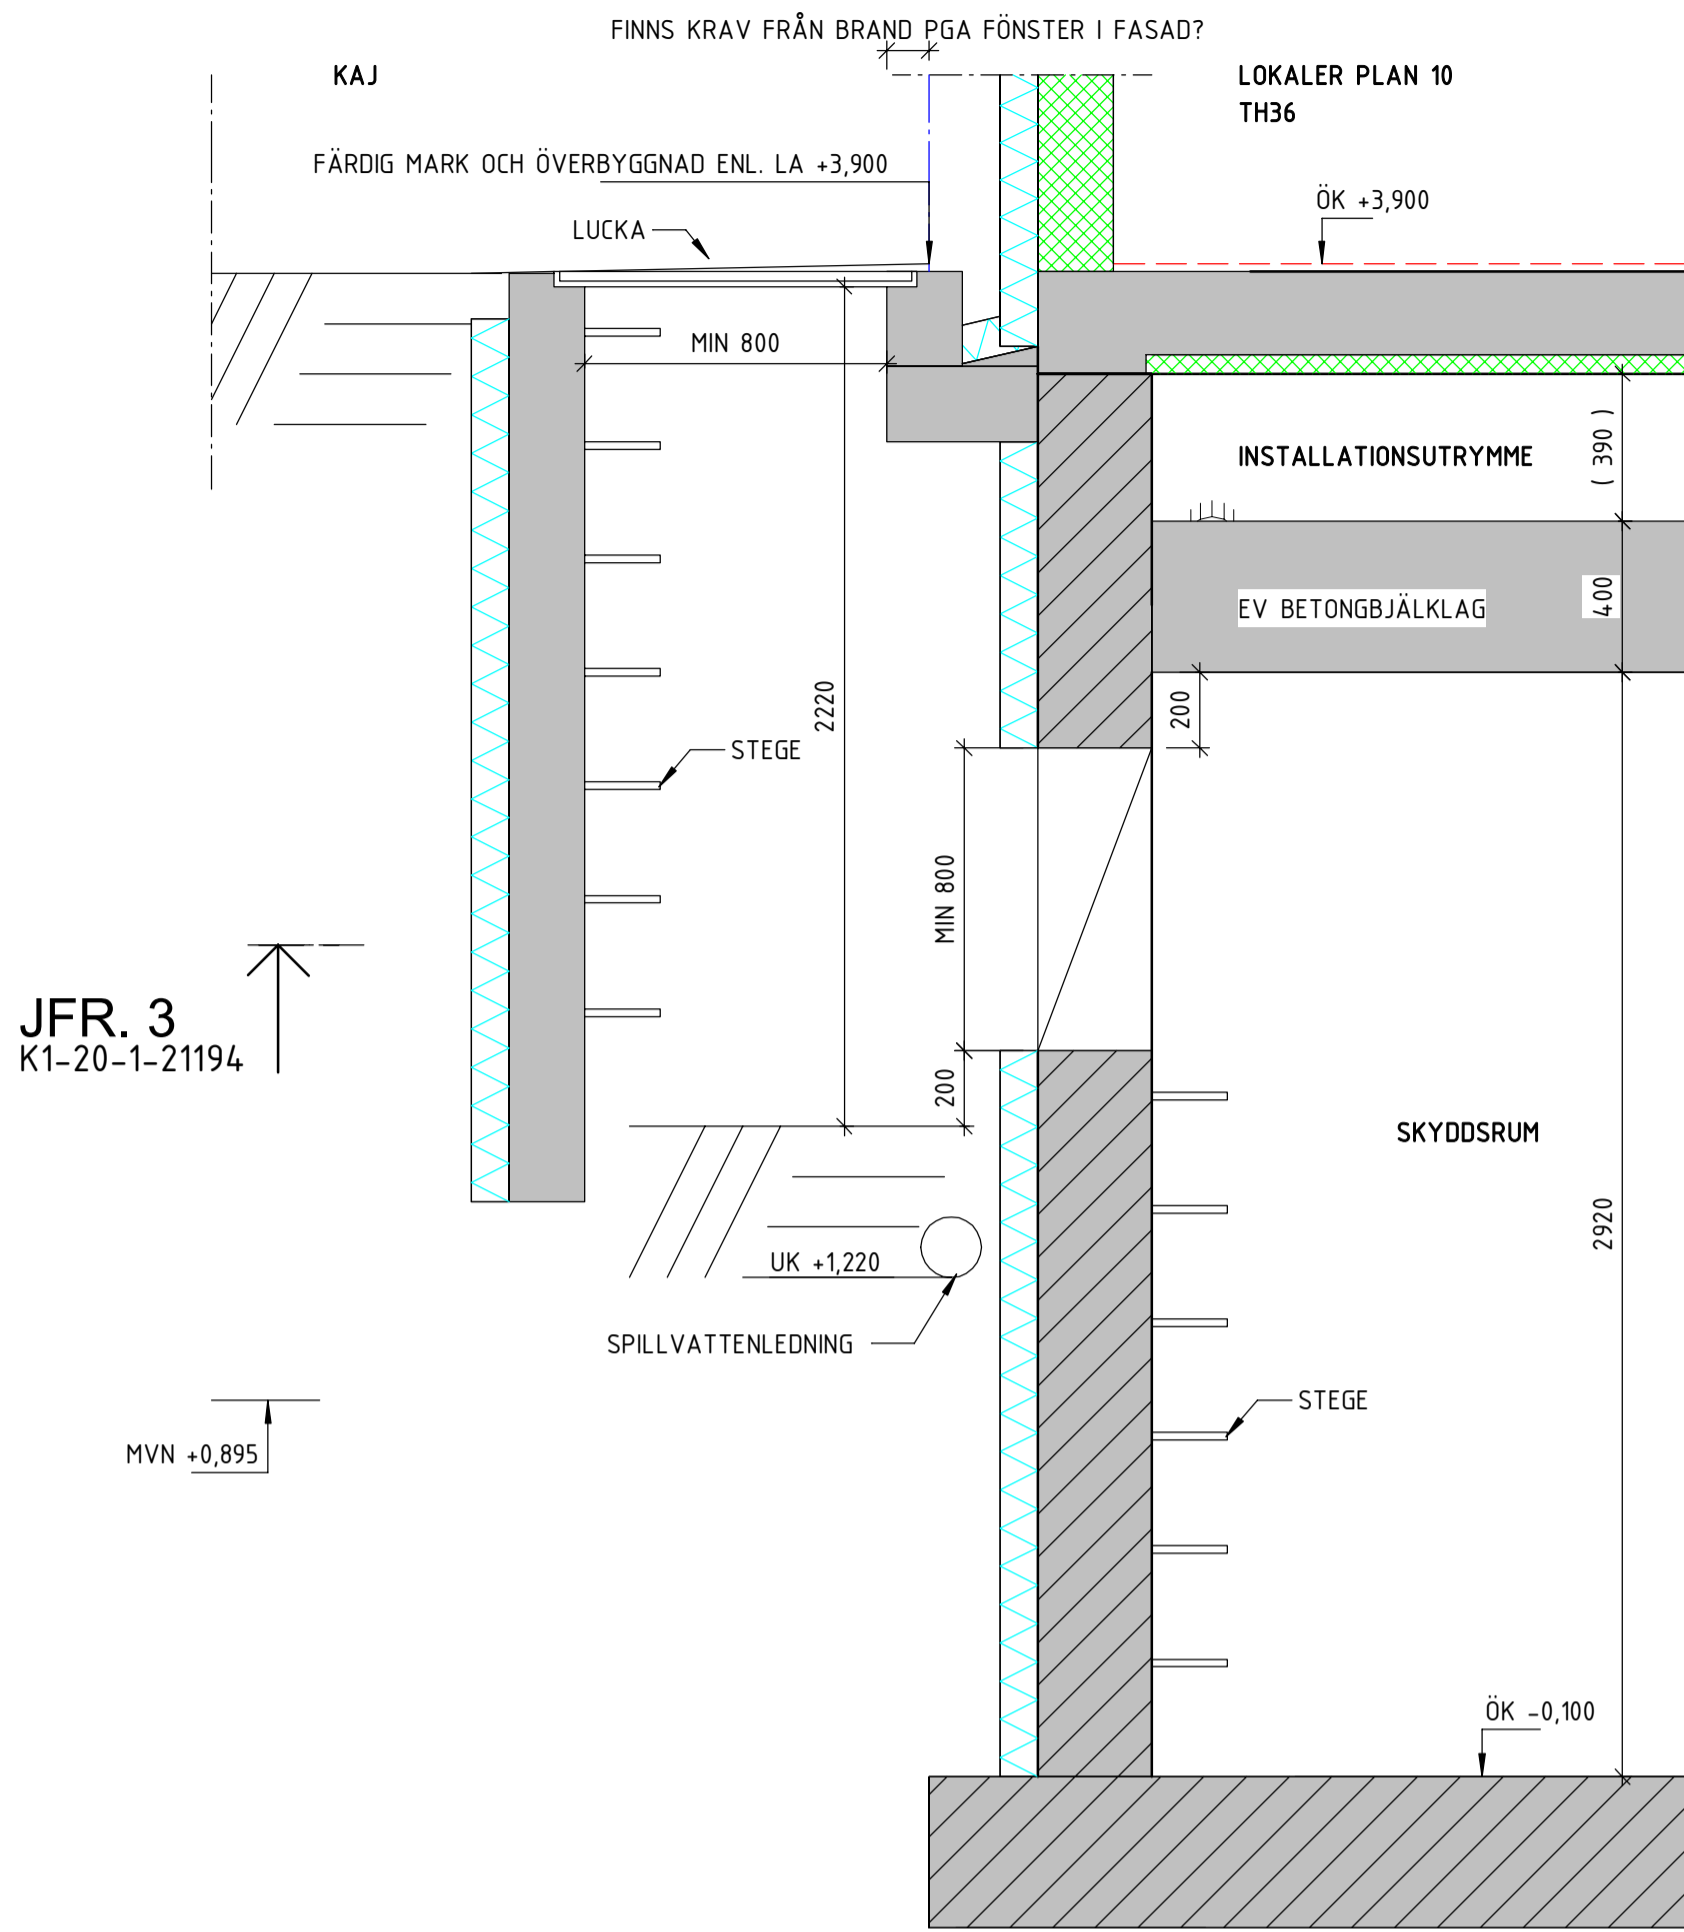 FINNS KRAV FRÅN BRAND PGA FÖNSTER I FASAD?
KAJ
LOKALER PLAN 10
TH36
FÄRDIG MARK OCH ÖVERBYGGNAD ENL. LA +3,900
ÖK +3,900
LUCKA
MIN 800
INSTALLATIONSUTRYMME
( 390 )
EV BETONGBJÄLKLAG
400
2220
200
STEGE
MIN 800
JFR. 3
K1-20-1-21194
200
SKYDDSRUM
2920
UK +1,220
SPILLVATTENLEDNING
STEGE
MVN +0,895
ÖK -0,100